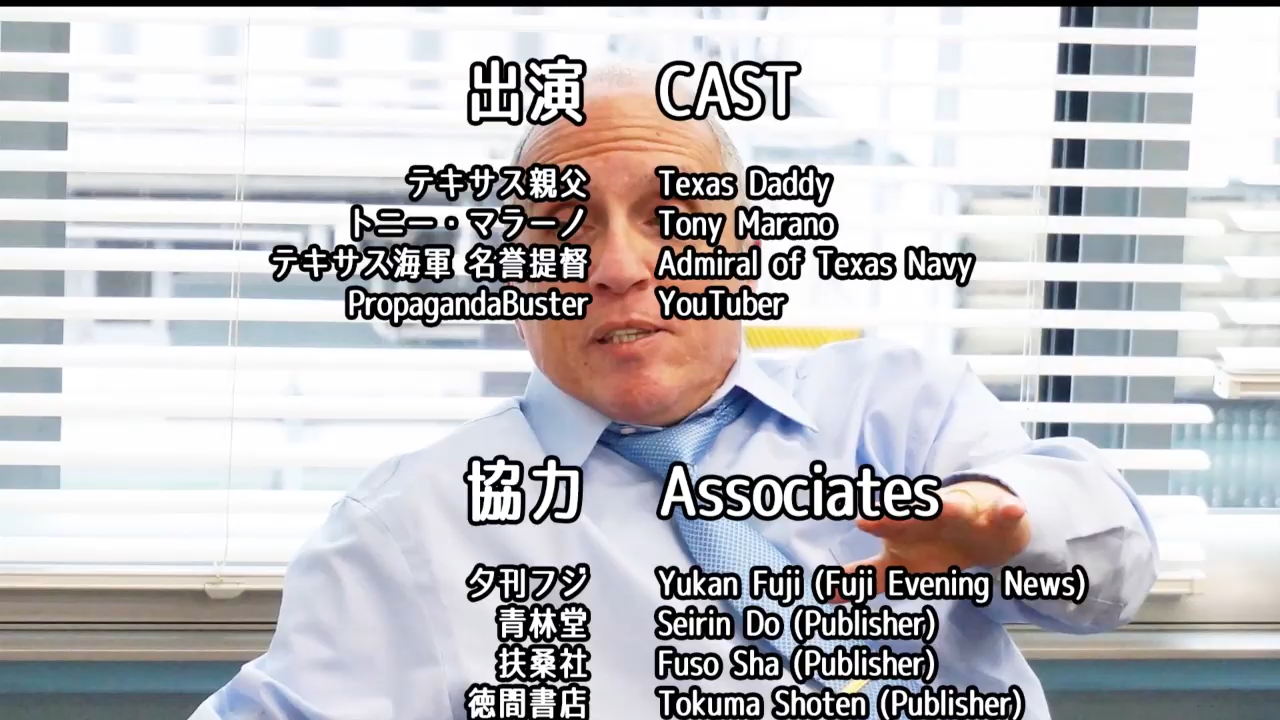 出演 CAST
テキサス親父 Texas Daddy
トニー・マラーノ Tony Marano
テキサス海軍 名誉提督 Admiral of Texas Navy
PropagandaBuster YouTuber
協力 Associates
夕刊フジ Yukan Fuji (Fuji Evening News)
青林堂 Seirin Do (Publisher)
扶桑社 Fuso Sha (Publisher)
徳間書店 Tokuma Shoten (Publisher)